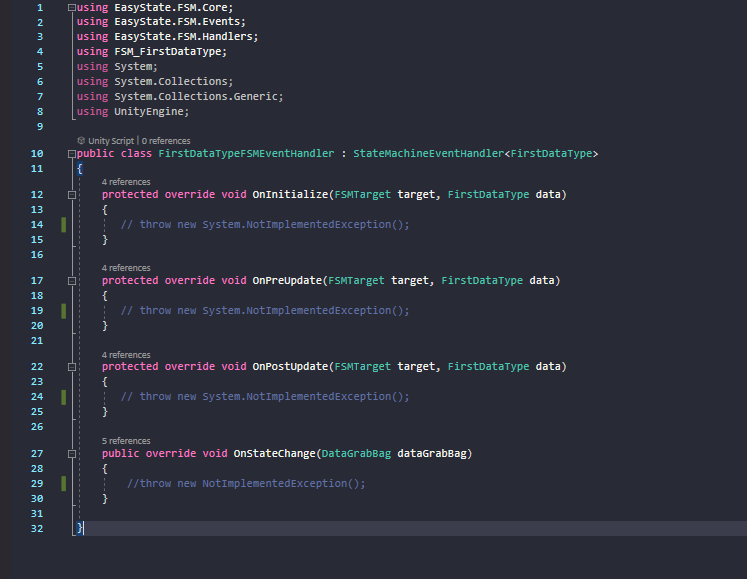 1 using EasyState.FSM.Core;
2 using EasyState.FSM.Events;
3 using EasyState.FSM.Handlers;
4 using FSM_FirstDataType;
5 using System;
6 using System.Collections;
7 using System.Collections.Generic;
8 using UnityEngine;
9
Unity Script | 0 references
10 public class FirstDataTypeFSMEventHandler : StateMachineEventHandler<FirstDataType>
11 {
4 references
12 protected override void OnInitialize(FSMTarget target, FirstDataType data)
13 {
14 // throw new System.NotImplementedException();
15 }
16
4 references
17 protected override void OnPreUpdate(FSMTarget target, FirstDataType data)
18 {
19 // throw new System.NotImplementedException();
20 }
21
4 references
22 protected override void OnPostUpdate(FSMTarget target, FirstDataType data)
23 {
24 // throw new System.NotImplementedException();
25 }
26
5 references
27 public override void OnStateChange(DataGrabBag dataGrabBag)
28 {
29 //throw new NotImplementedException();
30 }
31
32 }